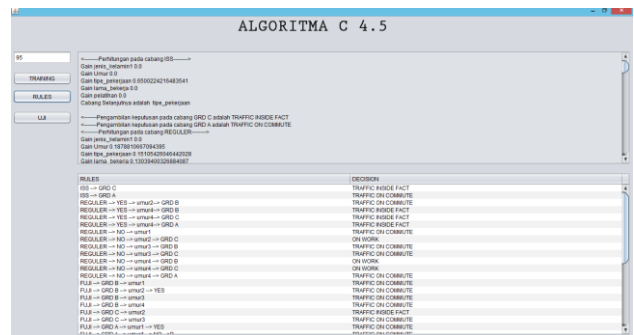 ALGORITMA C 4.5
95
TRAINING
RULES
UJI
<-------Perhitungan pada cabang ISS------->
Gain jenis_kelamin1 0.0
Gain Umur 0.0
Gain tipe_pekerjaan 0.6500224216483541
Gain lama_bekerja 0.0
Gain pelatihan 0.0
Cabang Selanjutnya adalah tipe_pekerjaan
<-------Pengambilan keputusan pada cabang GRD C adalah TRAFFIC INSIDE FACT
<-------Pengambilan keputusan pada cabang GRD A adalah TRAFFIC ON COMMUTE
<-------Perhitungan pada cabang REGULER------->
Gain jenis_kelamin1 0.0
Gain Umur 0.1878810667094395
Gain tipe_pekerjaan 0.15105426946442028
Gain lama_bekerja 0.13039400326884087
RULES DECISION
ISS --> GRD C TRAFFIC INSIDE FACT
ISS --> GRD A TRAFFIC ON COMMUTE
REGULER --> YES --> umur2 --> GRD B TRAFFIC ON COMMUTE
REGULER --> YES --> umur4 --> GRD B TRAFFIC INSIDE FACT
REGULER --> YES --> umur4 --> GRD C TRAFFIC INSIDE FACT
REGULER --> YES --> umur4 --> GRD A TRAFFIC INSIDE FACT
REGULER --> NO --> umur1 TRAFFIC ON COMMUTE
REGULER --> NO --> umur2 --> GRD C ON WORK
REGULER --> NO --> umur3 --> GRD B TRAFFIC ON COMMUTE
REGULER --> NO --> umur3 --> GRD C TRAFFIC ON COMMUTE
REGULER --> NO --> umur4 --> GRD B ON WORK
REGULER --> NO --> umur4 --> GRD C ON WORK
REGULER --> NO --> umur4 --> GRD A TRAFFIC ON COMMUTE
FUJI --> GRD B --> umur1 TRAFFIC ON COMMUTE
FUJI --> GRD B --> umur2 --> YES TRAFFIC ON COMMUTE
FUJI --> GRD B --> umur3 TRAFFIC ON COMMUTE
FUJI --> GRD B --> umur4 TRAFFIC ON COMMUTE
FUJI --> GRD C --> umur2 TRAFFIC INSIDE FACT
FUJI --> GRD C --> umur3 TRAFFIC ON COMMUTE
FUJI --> GRD A --> umur1 --> YES TRAFFIC ON COMMUTE